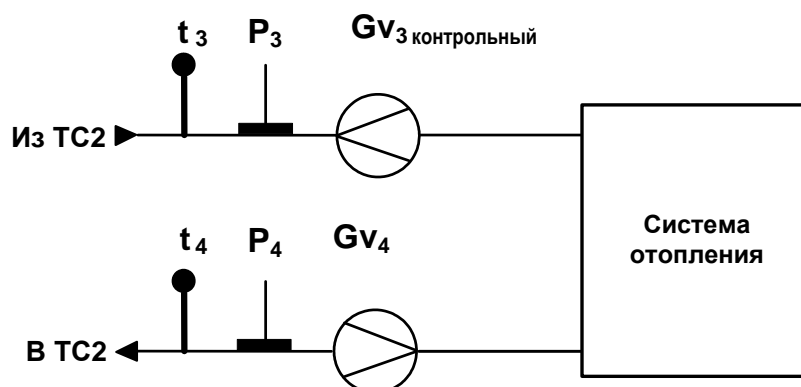 t 3 P3 Gv3 контрольный
Из ТС2
t 4 P4 Gv4
В ТС2
Система
отопления